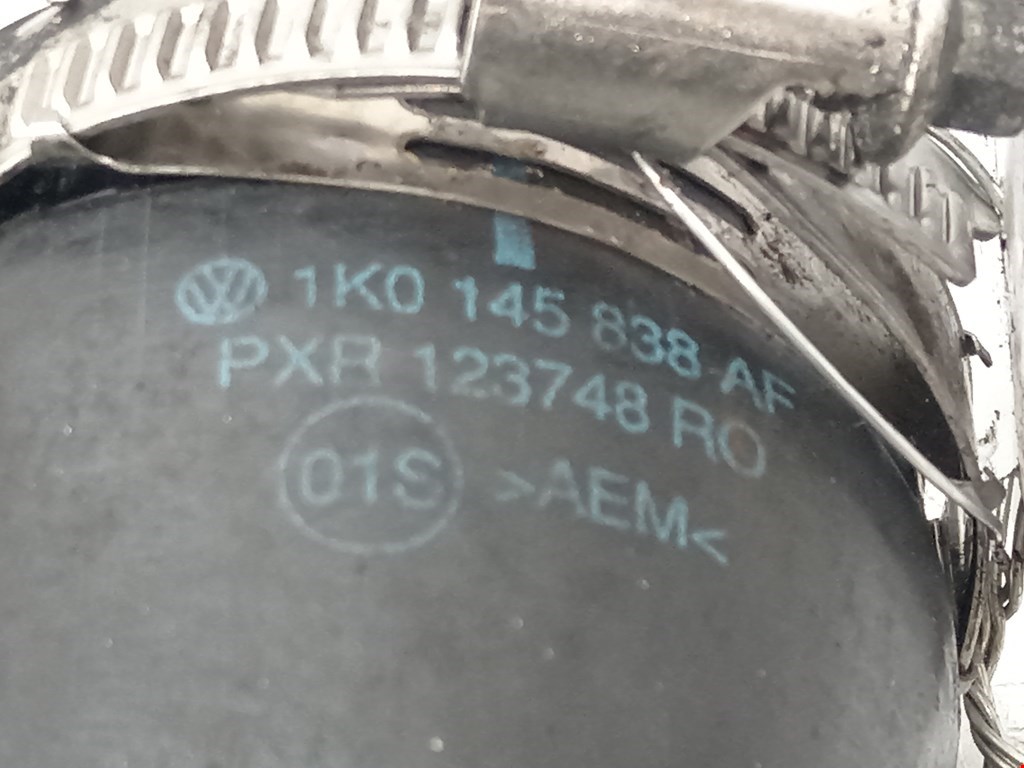 1K0 145 838 AF
PXR 123748 RO
01S >AEM<